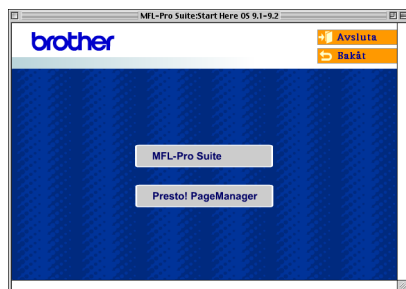 MFL-Pro Suite:Start Here OS 9.1-9.2
brother
Avsluta
Bakåt
MFL-Pro Suite
Presto! PageManager